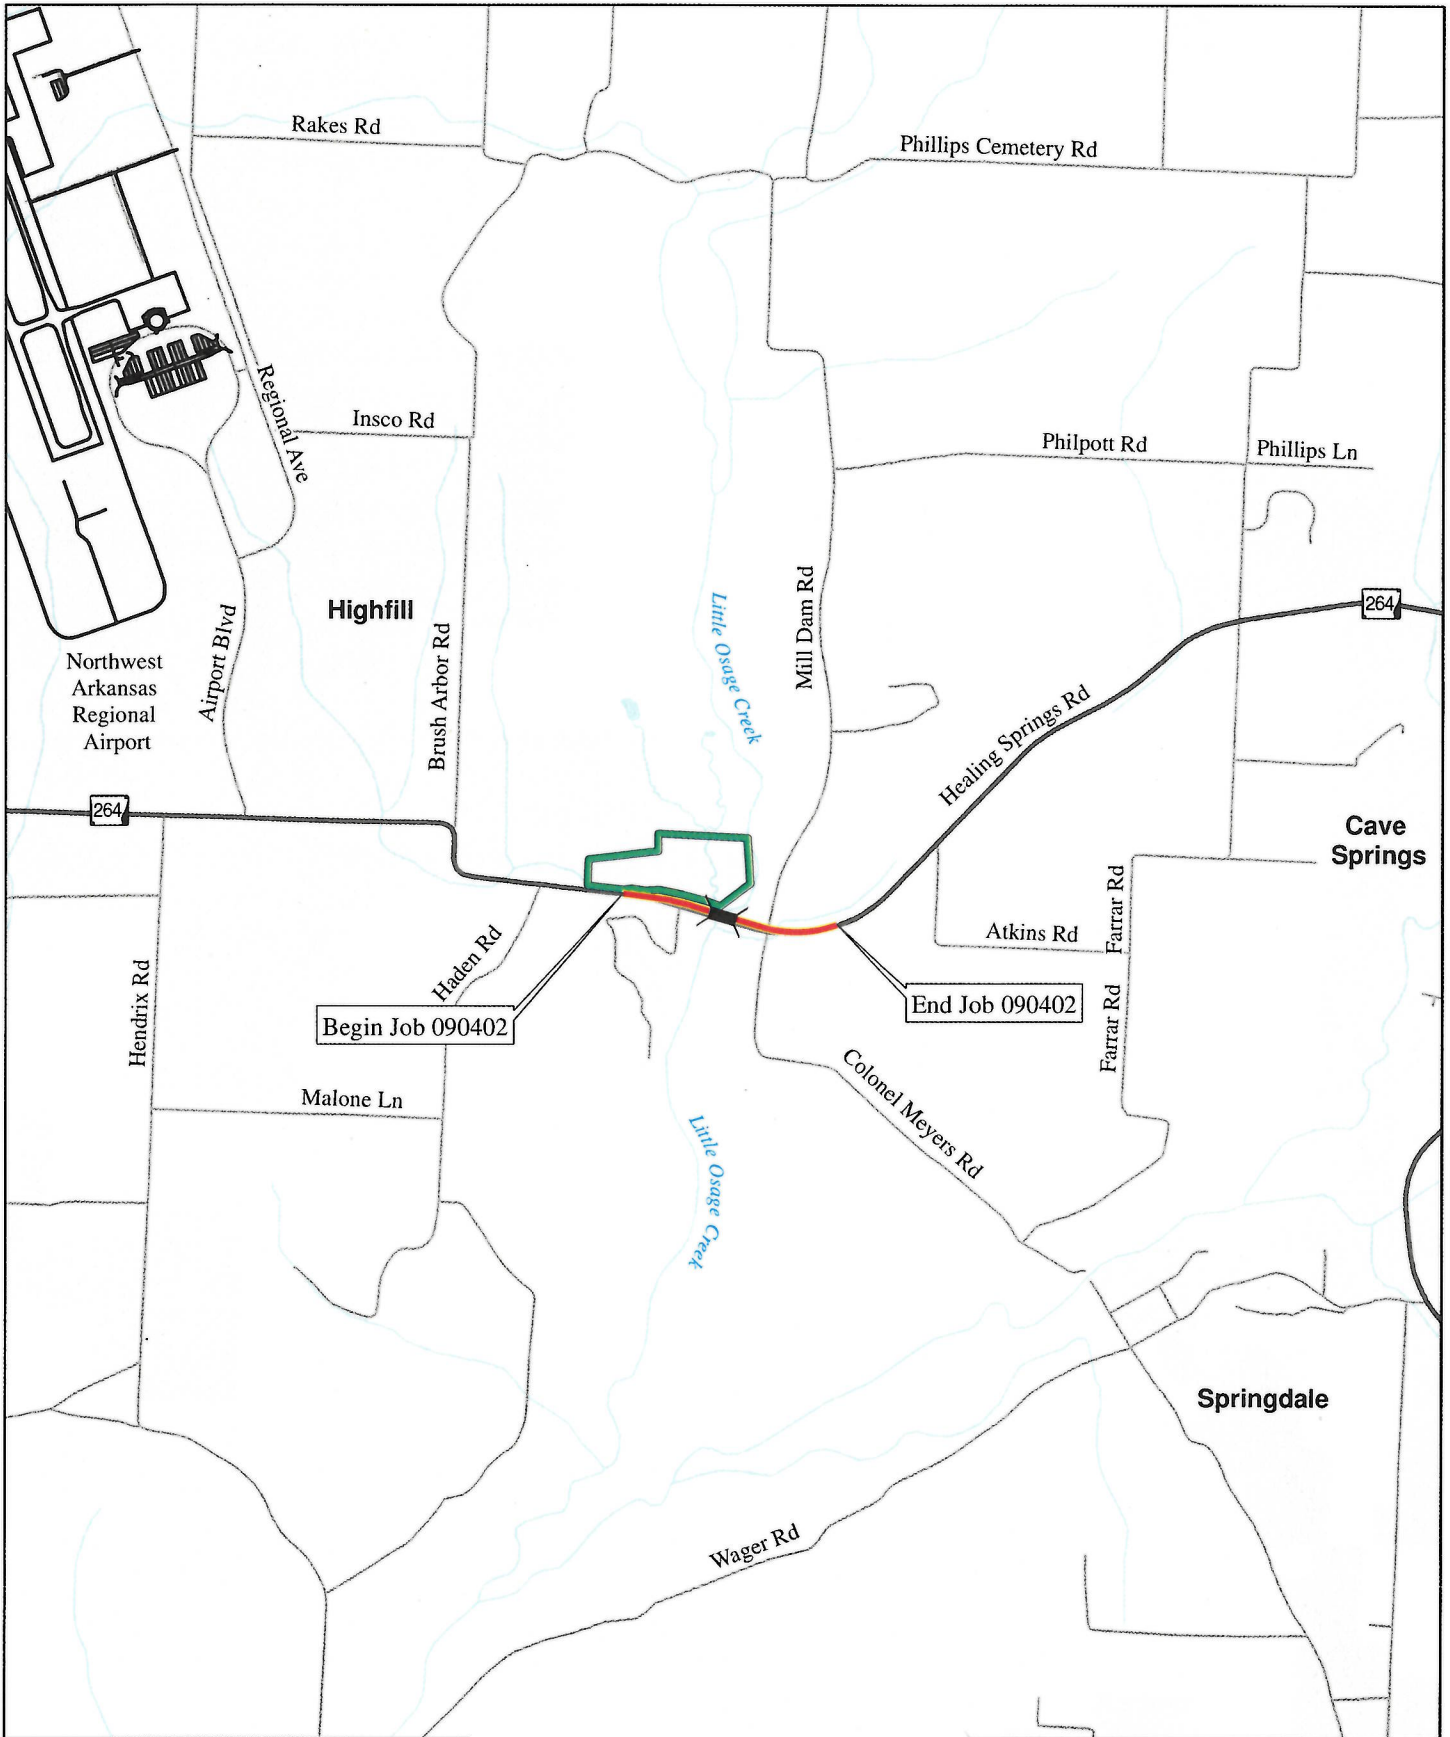 Rakes Rd
Phillips Cemetery Rd
Regional Ave
Insco Rd
Philpott Rd
Phillips Ln
Highfill
Little Osage Creek
Mill Dam Rd
264
Airport Blvd
Brush Arbor Rd
Northwest
Arkansas
Regional
Airport
Healing Springs Rd
264
Cave
Springs
Haden Rd
Atkins Rd
Farrar Rd
Hendrix Rd
Begin Job 090402
End Job 090402
Farrar Rd
Malone Ln
Colonel Meyers Rd
Little Osage Creek
Springdale
Wager Rd